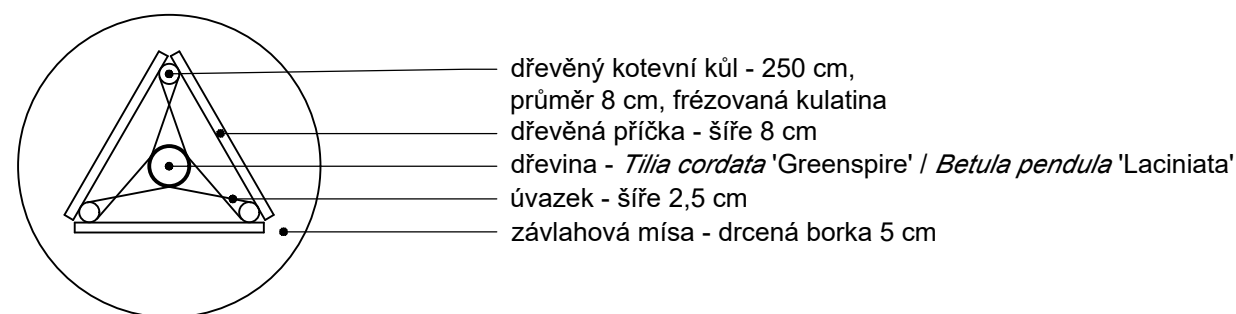 dřevěný kotevní kůl - 250 cm,
průměr 8 cm, frézovaná kulatina
dřevěná příčka - šíře 8 cm
dřevina - Tilia cordata 'Greenspire' / Betula pendula 'Laciniata'
úvazek - šíře 2,5 cm
závlahová mísa - drcená borka 5 cm